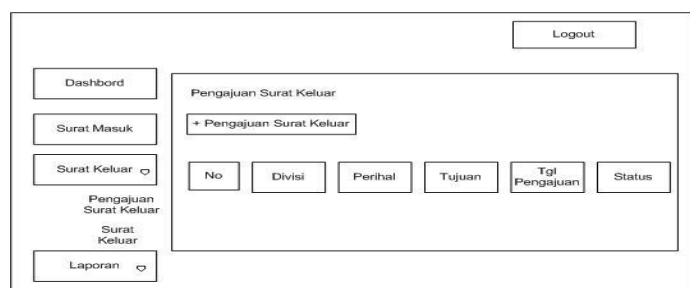 Logout
Dashbord
Surat Masuk
Surat Keluar
Pengajuan
Surat Keluar
Surat
Keluar
Laporan
Pengajuan Surat Keluar
+ Pengajuan Surat Keluar
No
Divisi
Perihal
Tujuan
Tgl
Pengajuan
Status